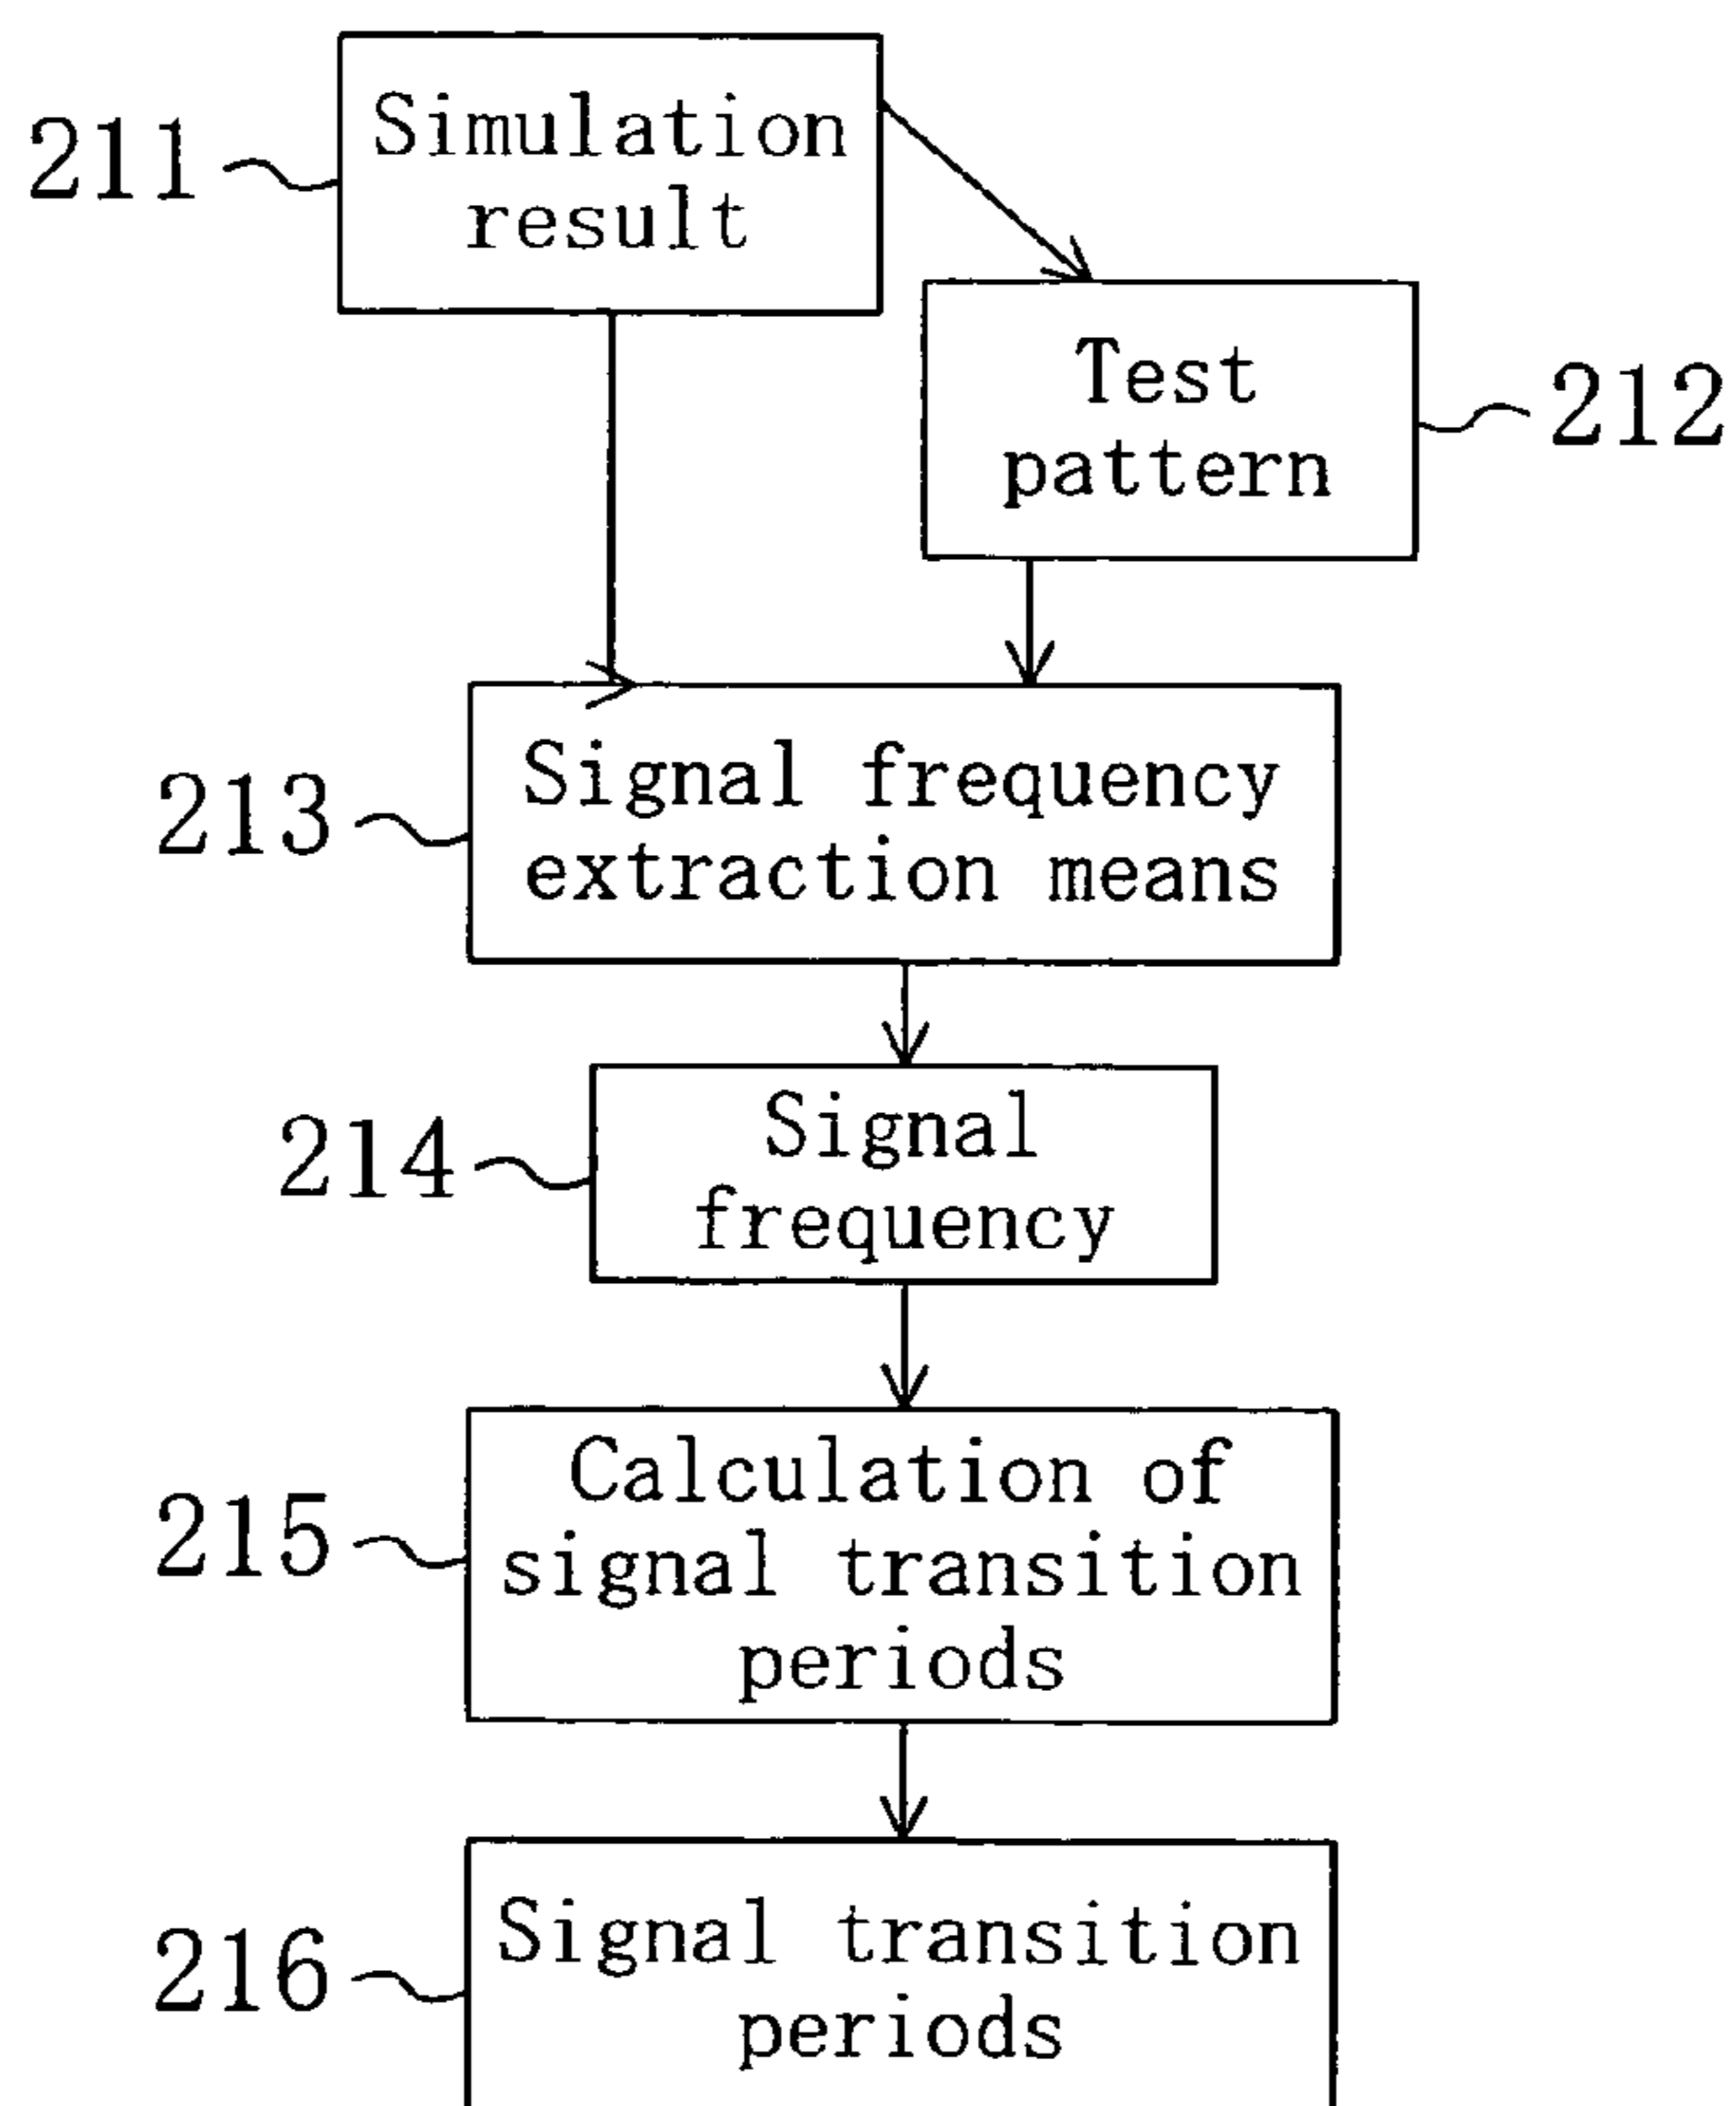 211
Simulation
result
Test
pattern
212
213
Signal frequency
extraction means
214
Signal
frequency
215
Calculation of
signal transition
periods
216
Signal transition
periods